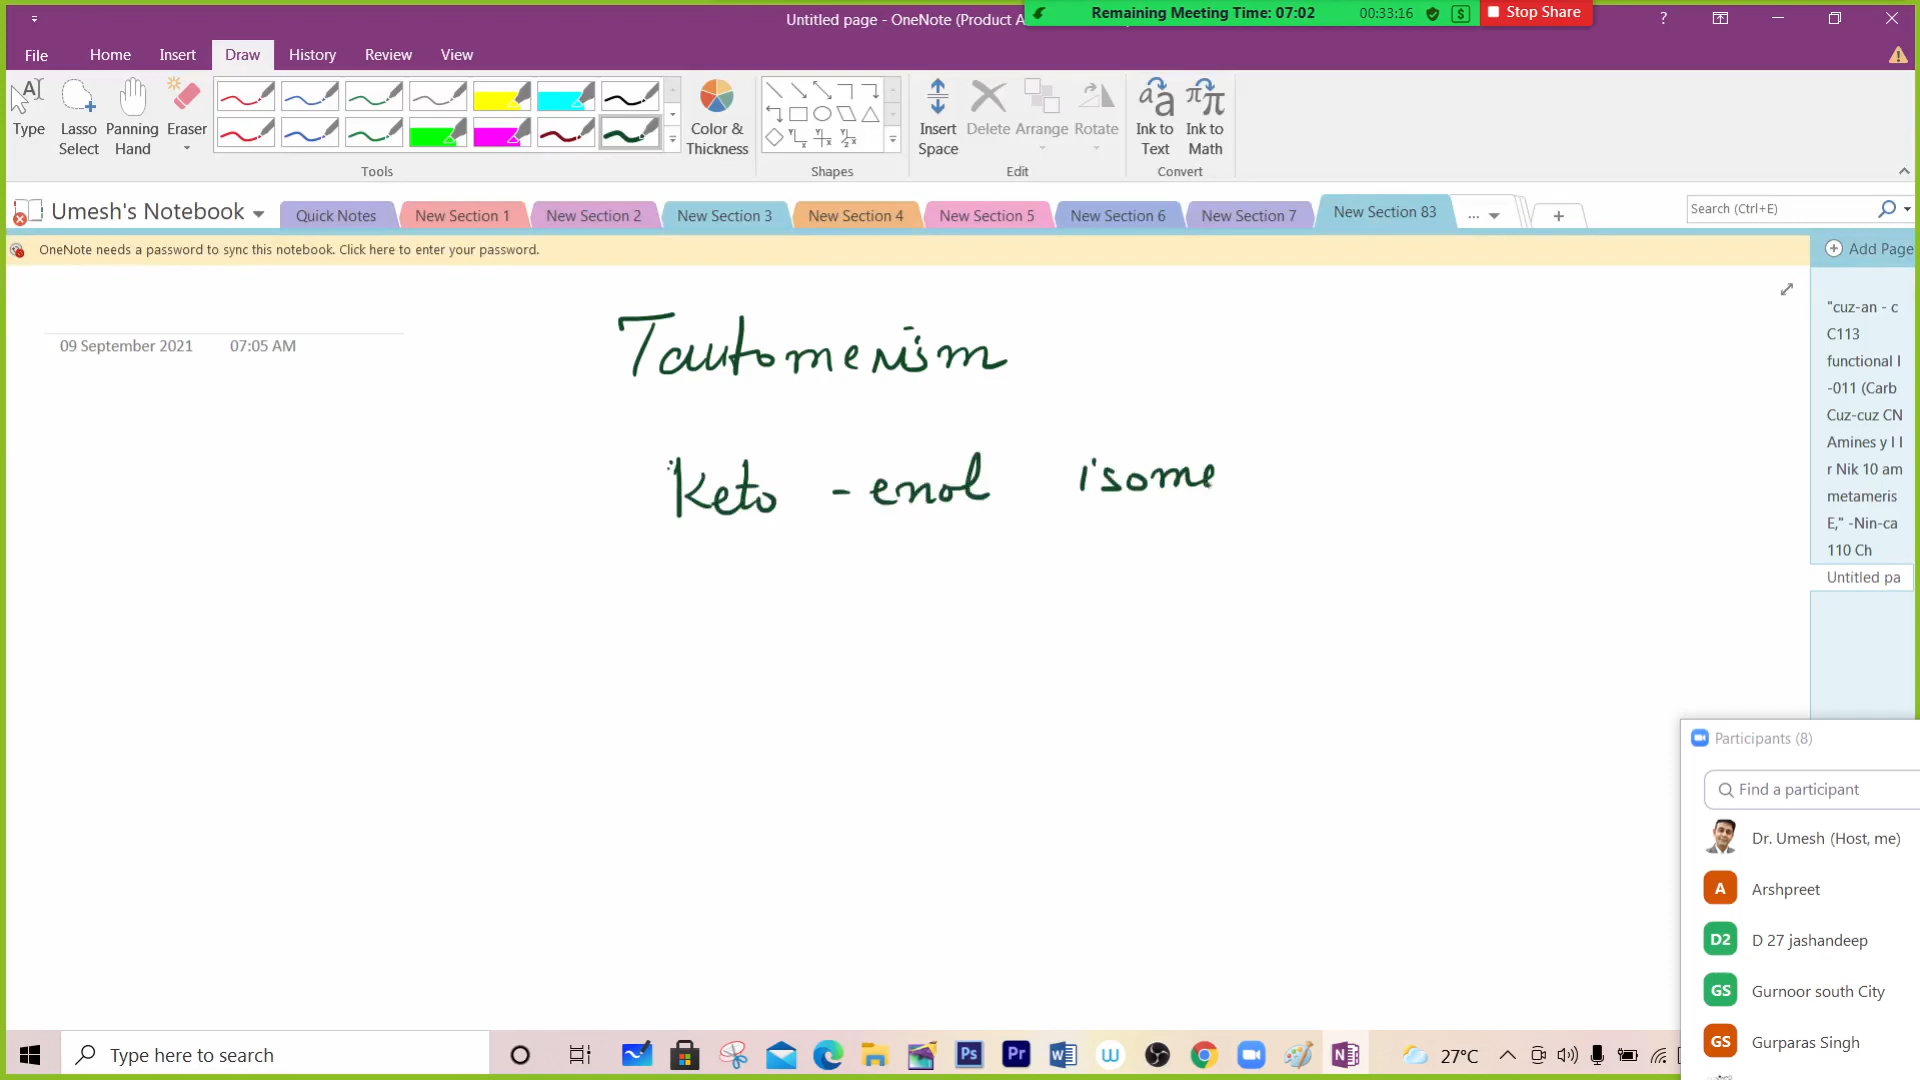 Untitled page - OneNote (Product A
Remaining Meeting Time: 07:02
00:33:16
Stop Share
File
Home
Insert
Draw
History
Review
View
Type
Lasso Select
Panning Hand
Eraser
Color & Thickness
Insert Space
Delete
Arrange
Rotate
Ink to Text
Ink to Math
Tools
Shapes
Edit
Convert
Umesh's Notebook
Quick Notes
New Section 1
New Section 2
New Section 3
New Section 4
New Section 5
New Section 6
New Section 7
New Section 83
Search (Ctrl+E)
OneNote needs a password to sync this notebook. Click here to enter your password.
Add Page
09 September 2021
07:05 AM
Tautomerism
Keto - enol isome
"cuz-an - c
C113
functional I
-011 (Carb
Cuz-cuz CN
Amines y I I
r Nik 10 am
metameris
E," -Nin-ca
110 Ch
Untitled pa
Participants (8)
Find a participant
Dr. Umesh (Host, me)
A Arshpreet
D2 D 27 jashandeep
GS Gurnoor south City
GS Gurparas Singh
Type here to search
27°C